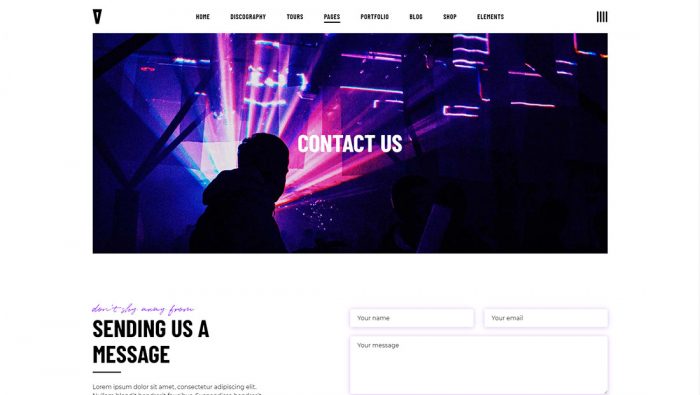 HOME DISCOGRAPHY TOURS PAGES PORTFOLIO BLOG SHOP ELEMENTS
CONTACT US
don't shy away from
SENDING US A
MESSAGE
Lorem ipsum dolor sit amet, consectetur adipiscing elit.
Your name
Your email
Your message